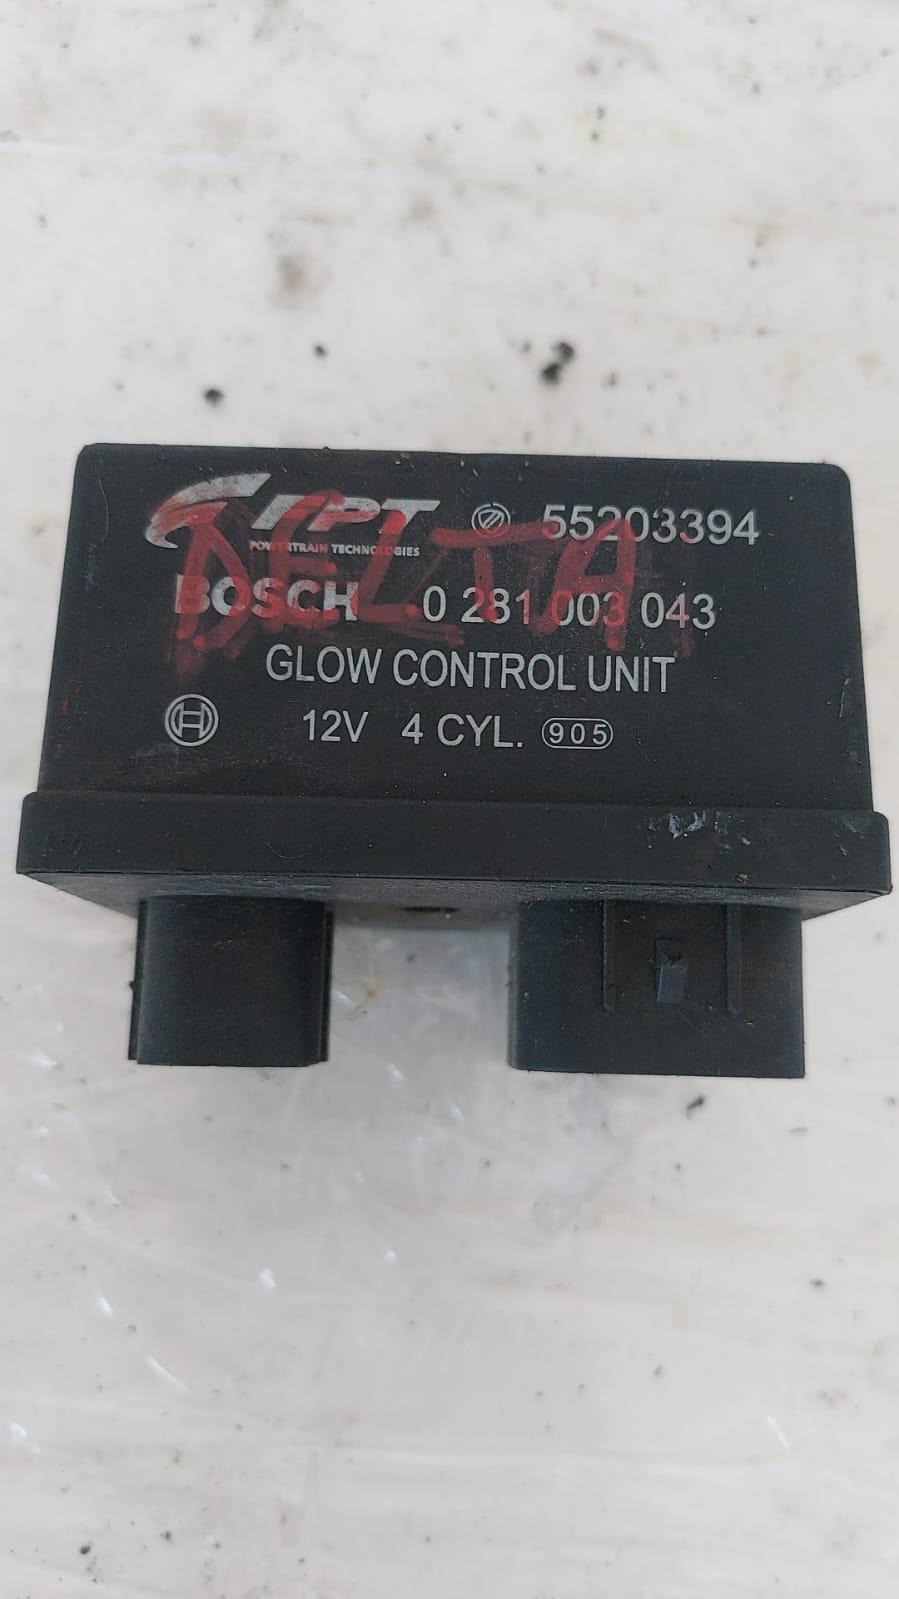 FPT 55203394
POWERTRAIN TECHNOLOGIES
DELTA
BOSCH 0 281 003 043
GLOW CONTROL UNIT
12V 4 CYL. 905